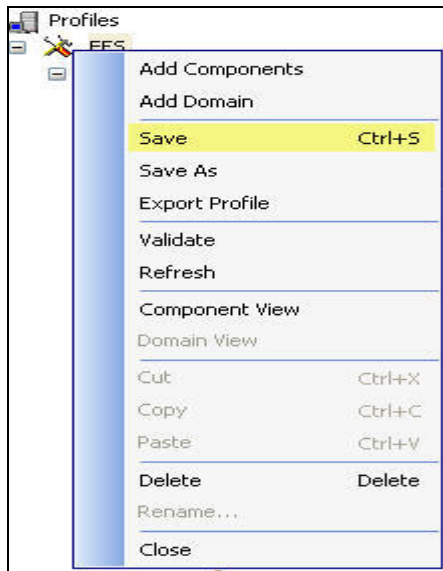 Profiles
EES
Add Components
Add Domain
Save Ctrl+S
Save As
Export Profile
Validate
Refresh
Component View
Domain View
Cut Ctrl+X
Copy Ctrl+C
Paste Ctrl+V
Delete Delete
Rename...
Close